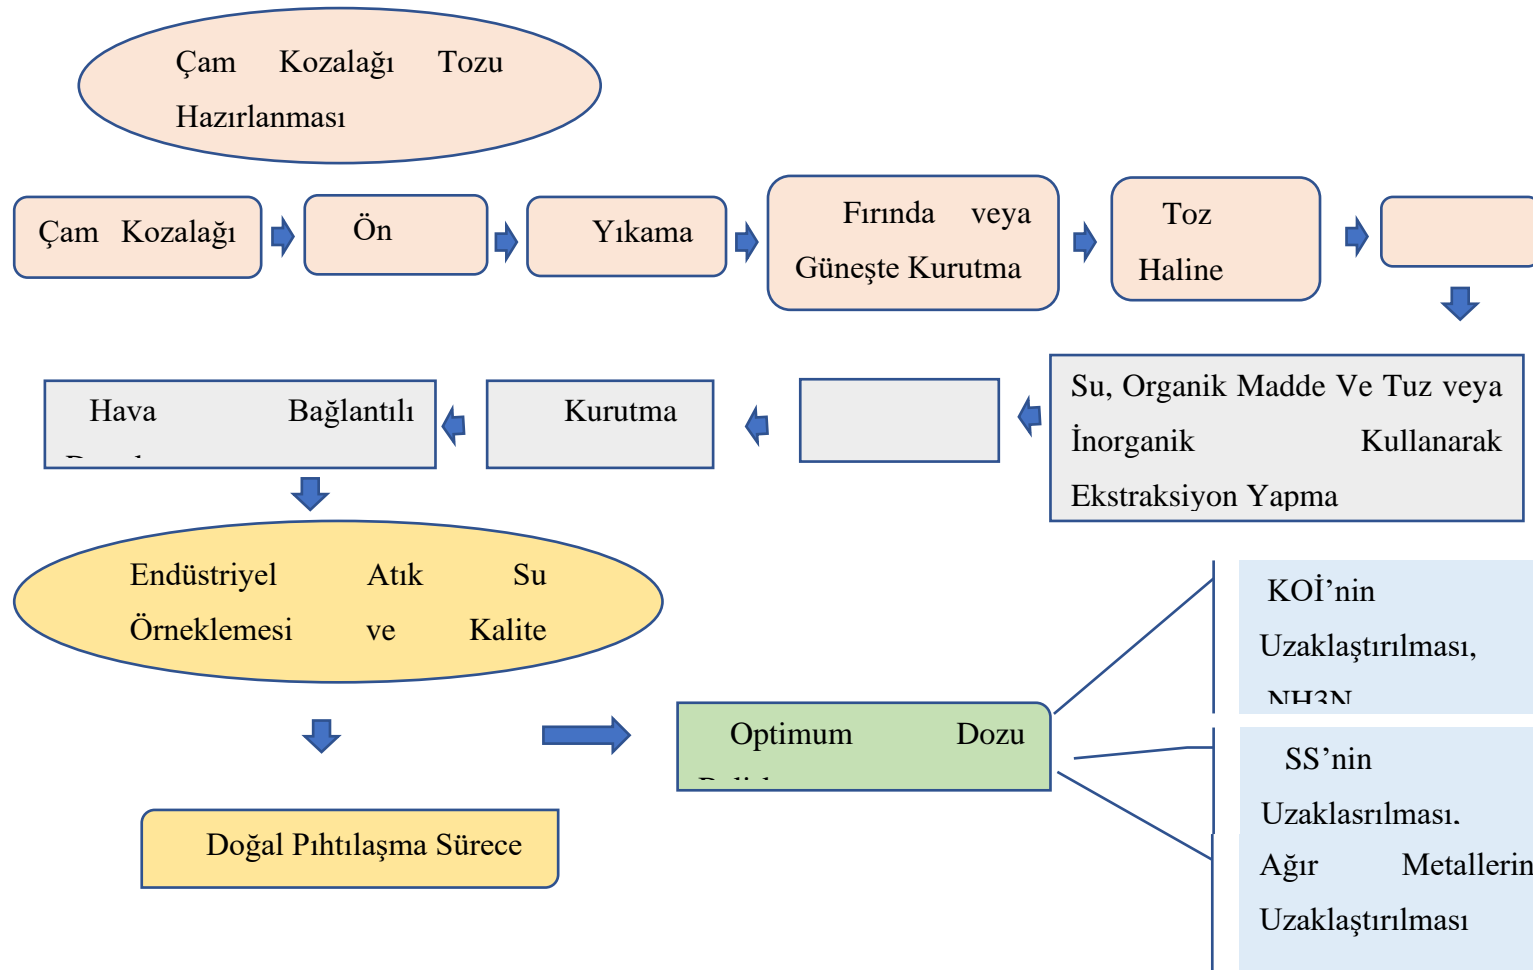 Çam Kozalağı Tozu
Hazırlanması
Çam Kozalağı
Ön
Yıkama
Fırında veya
Güneşte Kurutma
Toz
Haline
Su, Organik Madde Ve Tuz veya
İnorganik Kullanarak
Ekstraksiyon Yapma
Kurutma
Hava Bağlantılı
Endüstriyel Atık Su
Örneklemesi ve Kalite
Optimum Dozu
Doğal Pıhtılaşma Sürece
KOİ’nin
Uzaklaştırılması,
NH3N
SS’nin
Uzaklasrılması,
Ağır Metallerin
Uzaklaştırılması